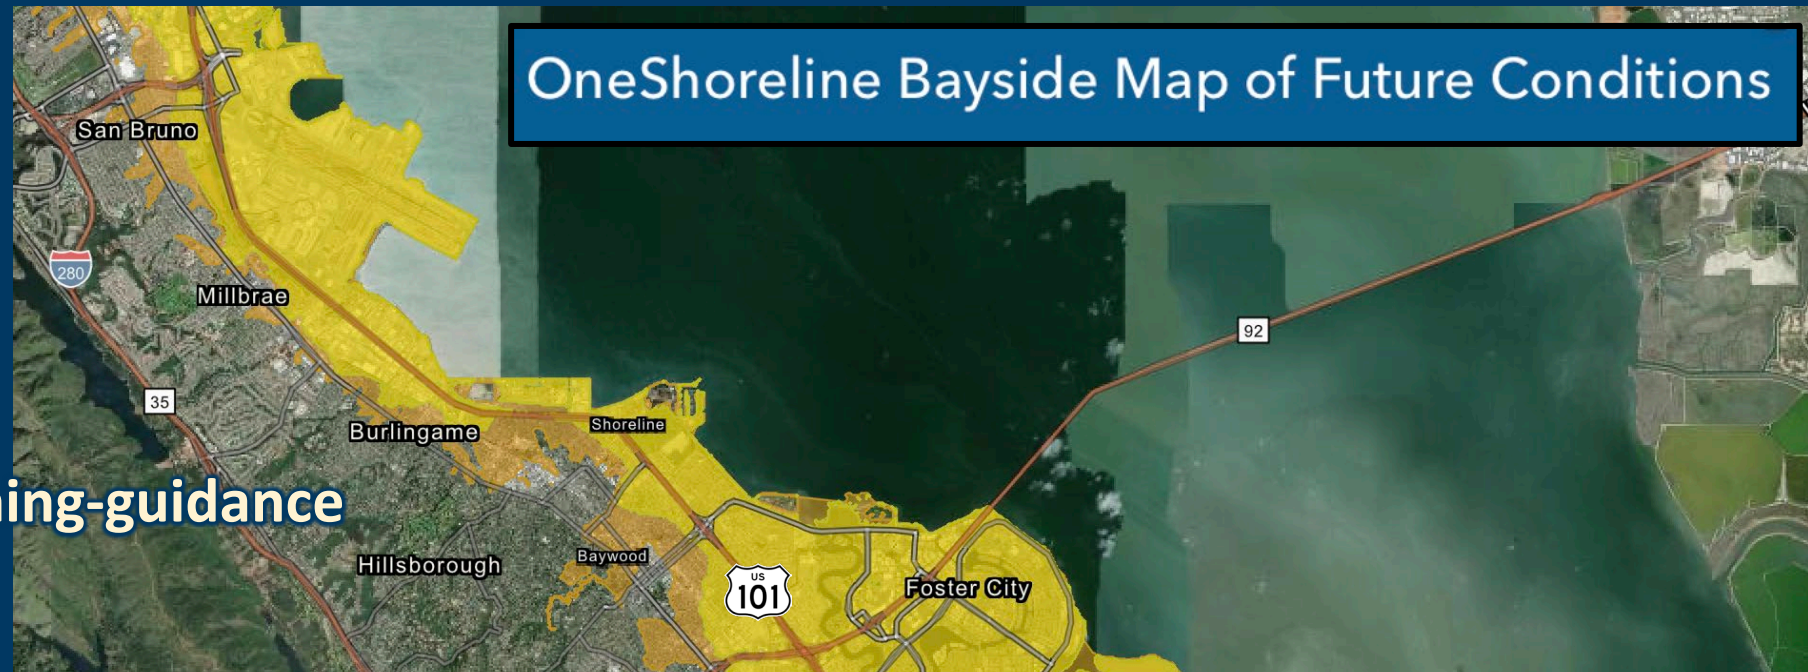 OneShoreline Bayside Map of Future Conditions
San Bruno
280
Millbrae
92
35
Burlingame
Shoreline
ing-guidance
Hillsborough
Baywood
US
101
Foster City